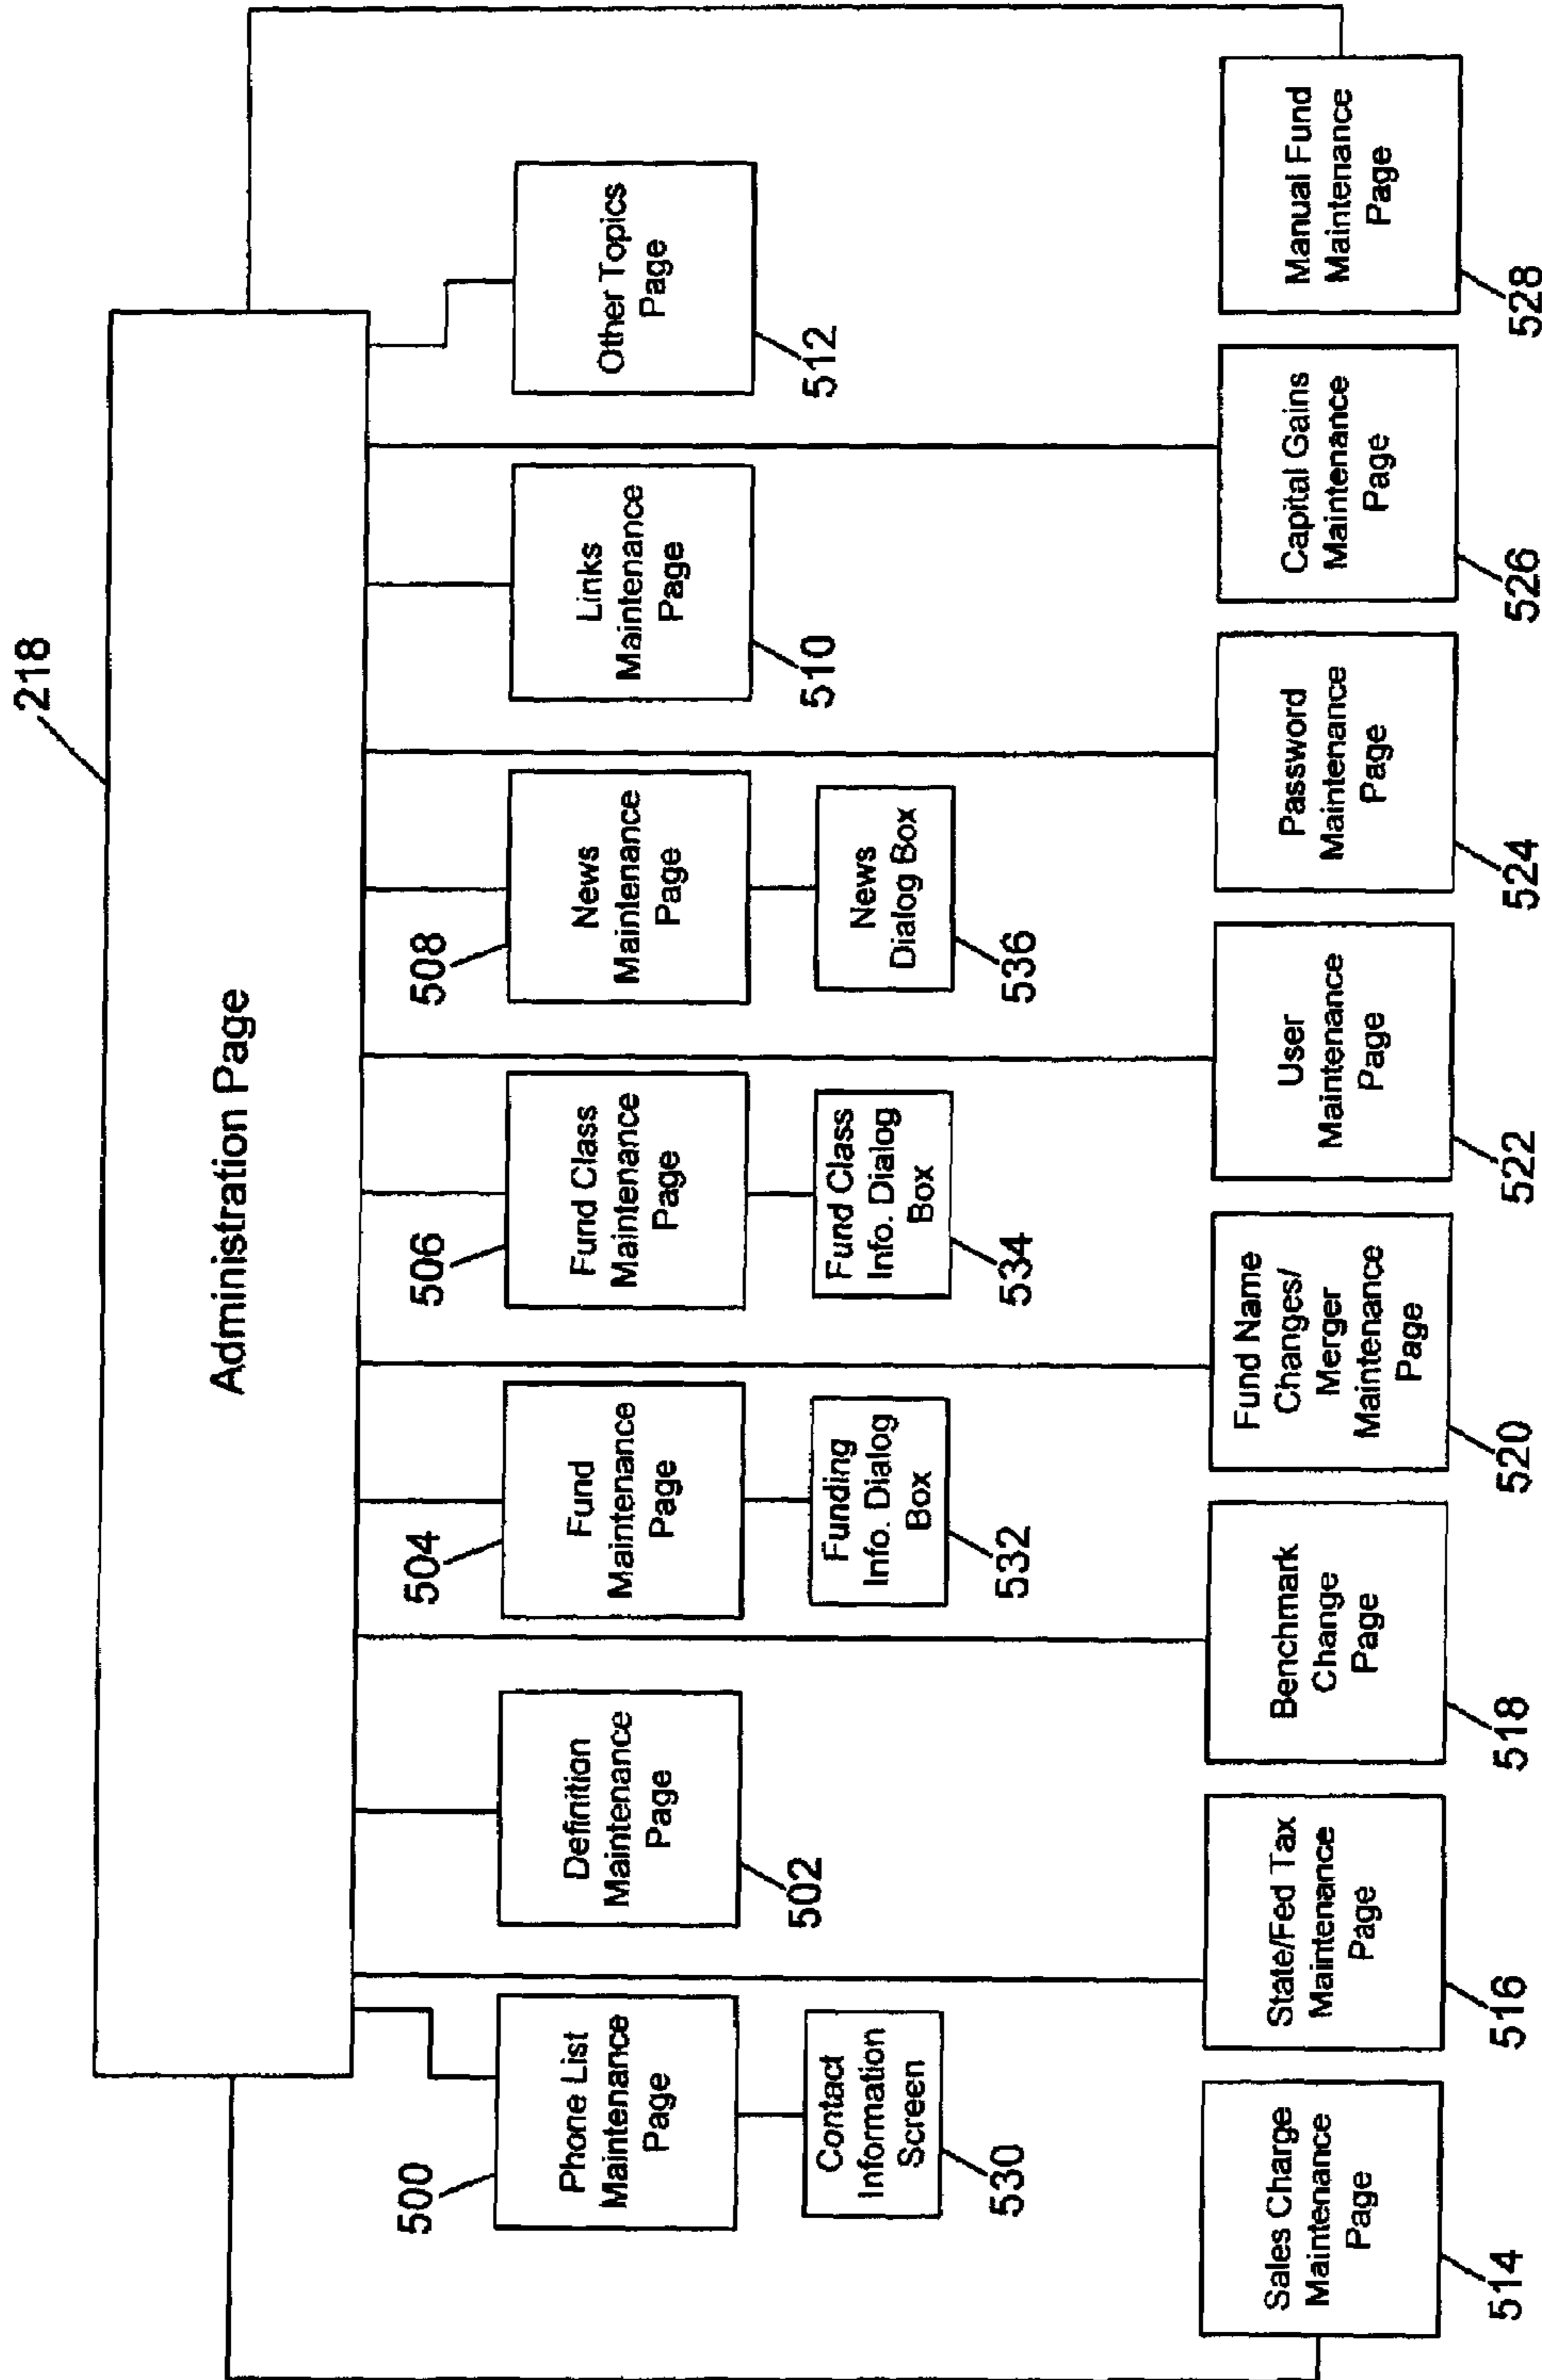 218
Administration Page
500
Phone List
Maintenance
Page
Contact
Information
Screen
530
Definition
Maintenance
Page
502
504
Fund
Maintenance
Page
Funding
Info. Dialog
Box
532
506
Fund Class
Maintenance
Page
Fund Class
Info. Dialog
Box
534
508
News
Maintenance
Page
News
Dialog Box
536
Links
Maintenance
Page
510
Other Topics
Page
512
Sales Charge
Maintenance
Page
514
State/Fed Tax
Maintenance
Page
516
Benchmark
Change
Page
518
Fund Name
Changes/
Merger
Maintenance
Page
520
User
Maintenance
Page
522
Password
Maintenance
Page
524
Capital Gains
Maintenance
Page
526
Manual Fund
Maintenance
Page
528